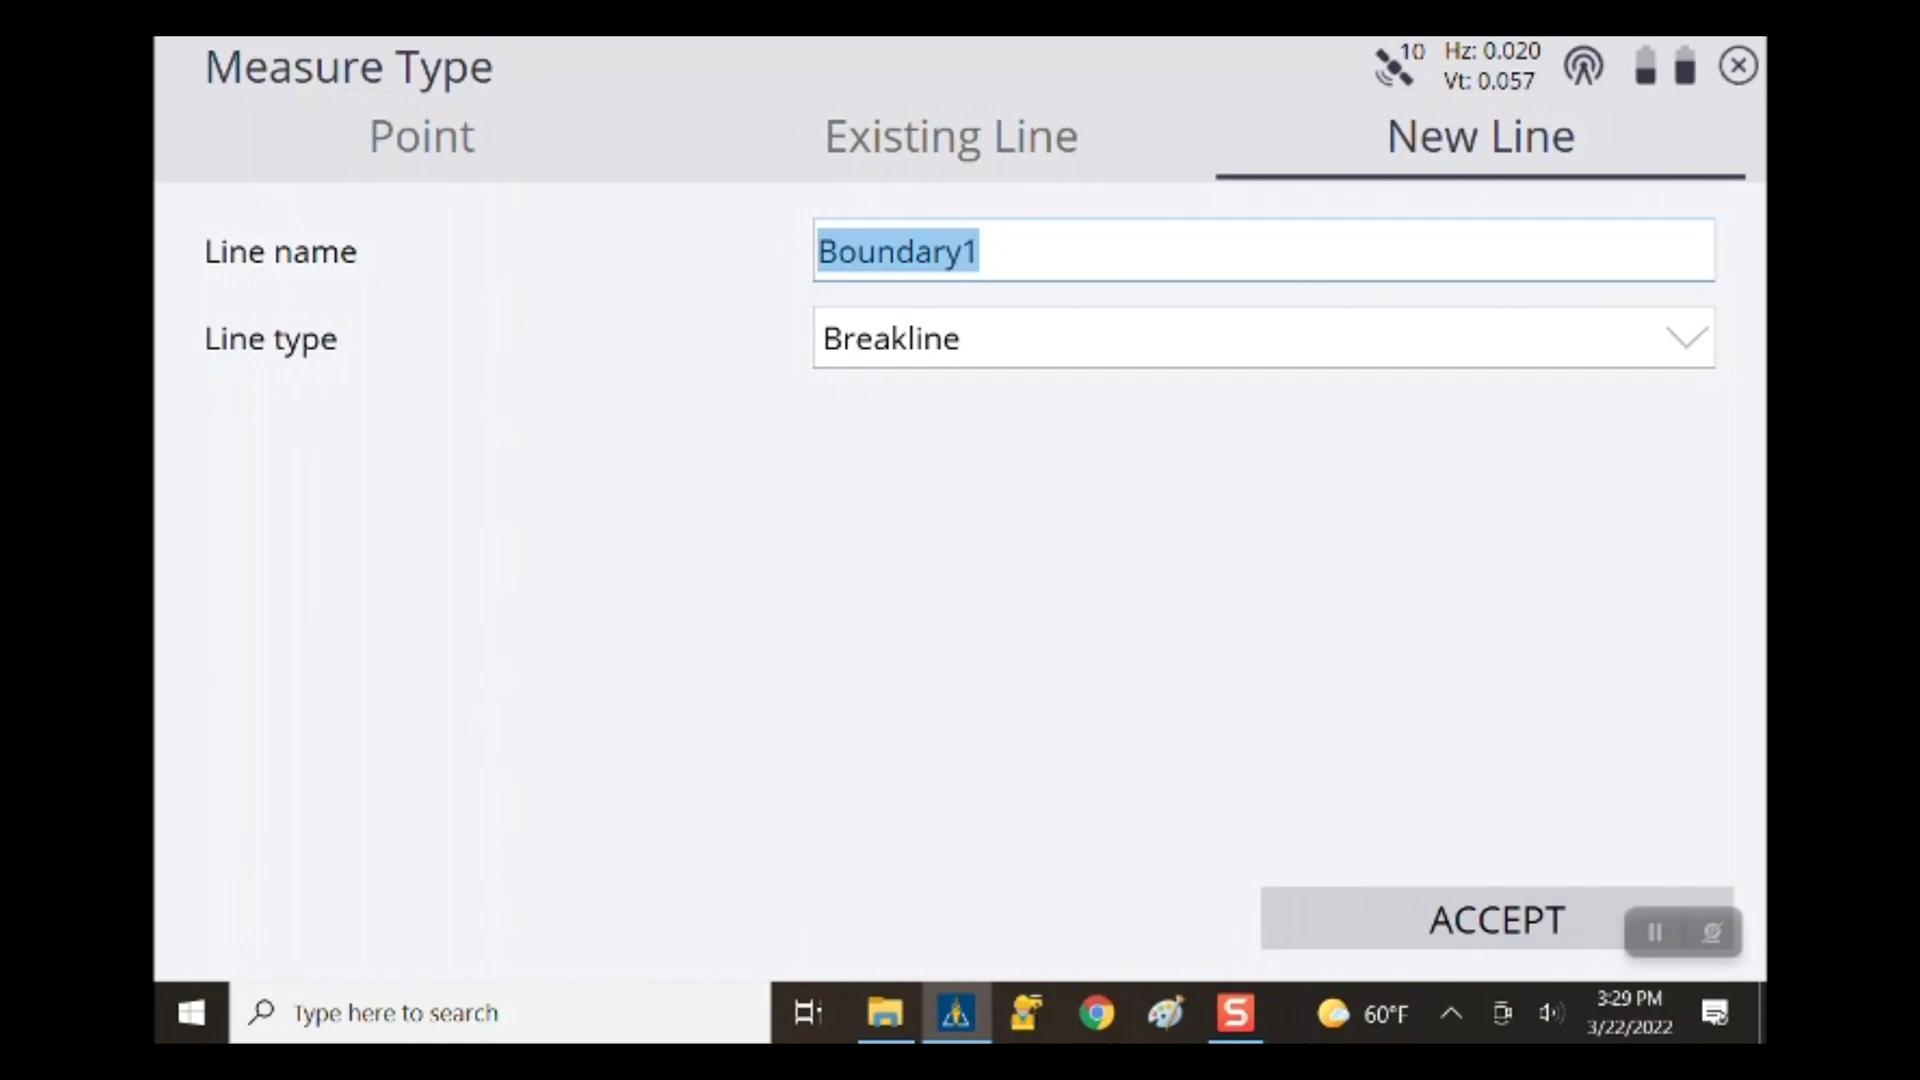 Measure Type
10
Hz: 0.020
Vt: 0.057
Point
Existing Line
New Line
Line name
Boundary1
Line type
Breakline
ACCEPT
Type here to search
S
60°F
3:29 PM
3/22/2022